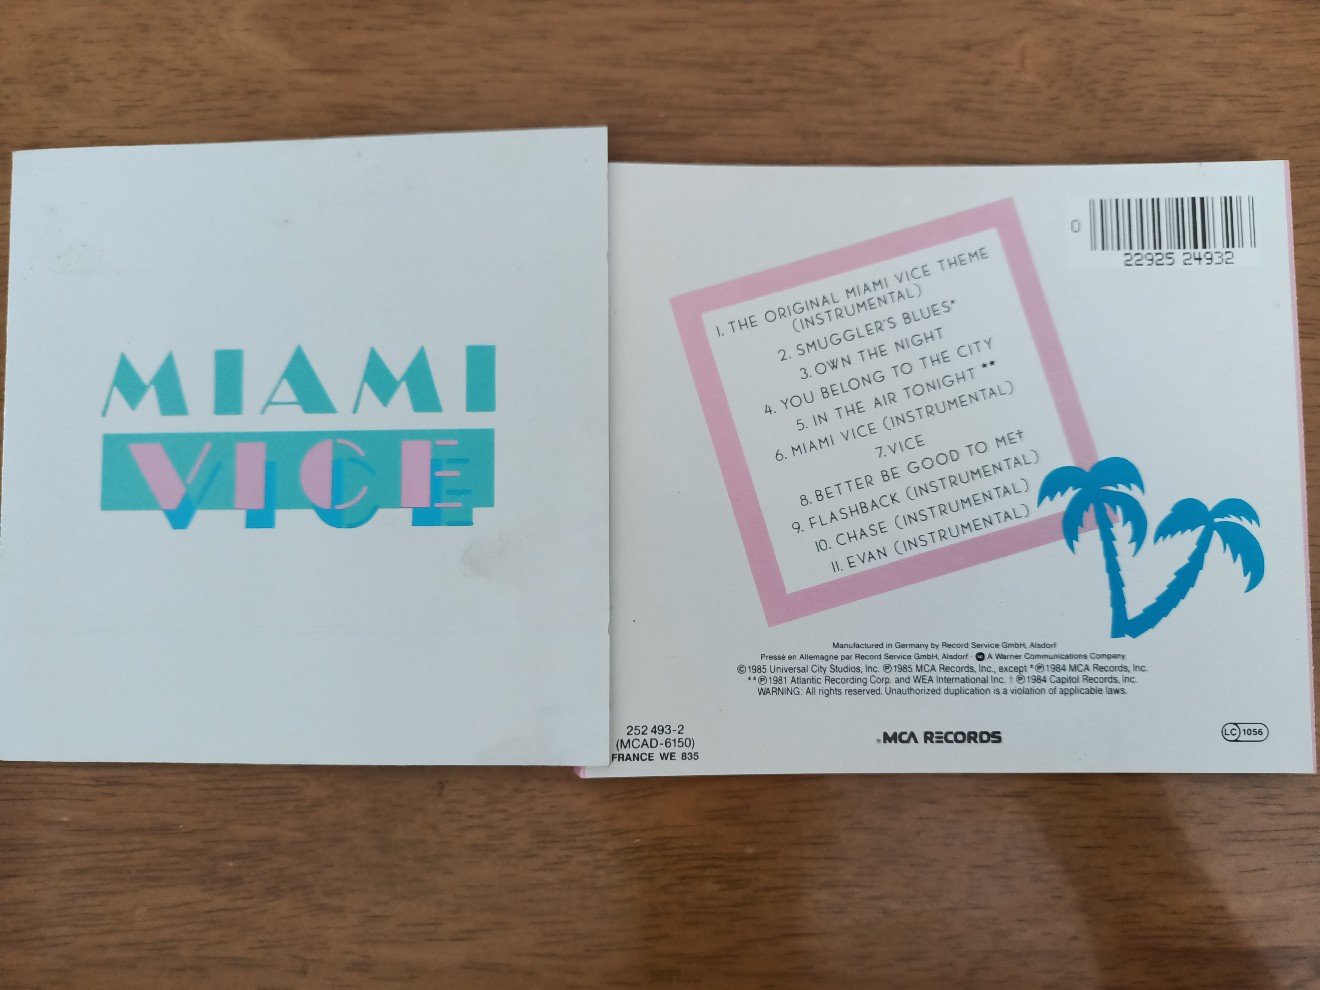 MIAMI
VICE
0
22925 24932
1. THE ORIGINAL MIAMI VICE THEME
(INSTRUMENTAL)
2. SMUGGLER'S BLUES*
3. OWN THE NIGHT
4. YOU BELONG TO THE CITY
5. IN THE AIR TONIGHT **
6. MIAMI VICE (INSTRUMENTAL)
7. VICE
8. BETTER BE GOOD TO ME†
9. FLASHBACK (INSTRUMENTAL)
10. CHASE (INSTRUMENTAL)
11. EVAN (INSTRUMENTAL)
Manufactured in Germany by Record Service GmbH, Alsdorf
Pressé en Allemagne par Record Service GmbH, Alsdorf · A Warner Communications Company
©1985 Universal City Studios, Inc. ℗1985 MCA Records, Inc., except *℗1984 MCA Records, Inc.
**℗1981 Atlantic Recording Corp. and WEA International Inc. †℗1984 Capitol Records, Inc.
WARNING: All rights reserved. Unauthorized duplication is a violation of applicable laws.
252 493-2
(MCAD-6150)
FRANCE WE 835
MCA RECORDS
LC 1056